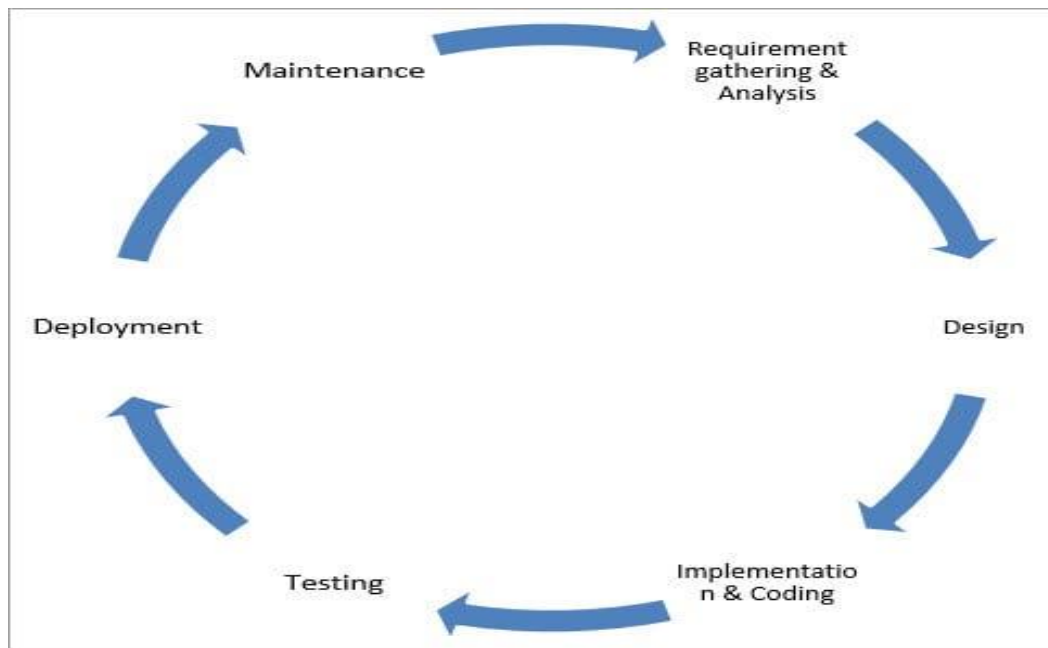 Maintenance
Requirement
gathering &
Analysis
Design
Implementatio
n & Coding
Testing
Deployment